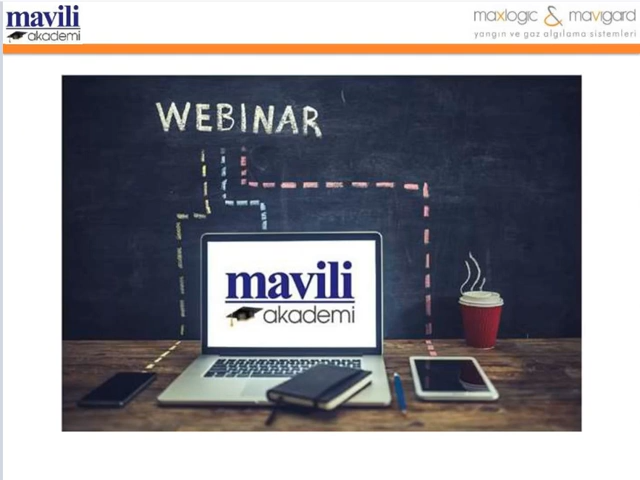 mavili
akademi
maxlogic & mavigard
yangın ve gaz algılama sistemleri
WEBINAR
mavili
akademi